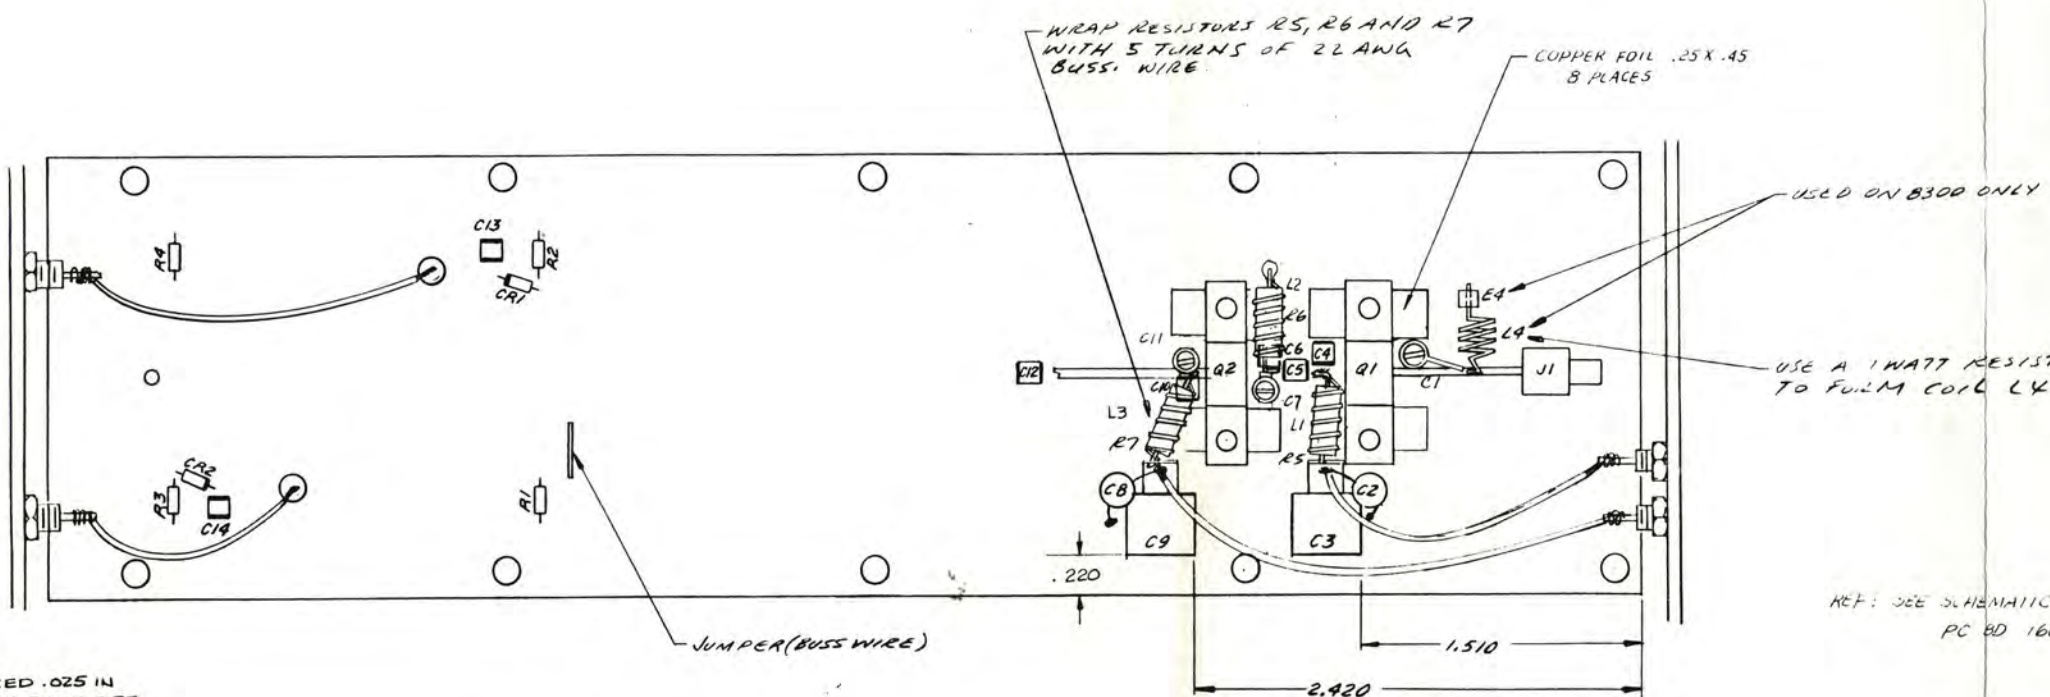 WRAP RESISTORS R5, R6 AND R7
WITH 5 TURNS OF 22 AWG
BUSS. WIRE
COPPER FOIL .25 X .45
8 PLACES
USED ON 8300 ONLY
USE A 1 WATT RESIST
TO FORM COIL L4
R4
C13
R2
CR1
L2
R6
E4
L4
C11
C6
C4
C12
Q2
C5
Q1
C1
J1
C10
C7
L3
L1
R7
R5
CR2
R3
C14
R1
C8
C2
C9
C3
.220
1.510
2.420
JUMPER (BUSS WIRE)
REF: SEE SCHEMATIC
PC BD 16
ED .025 IN